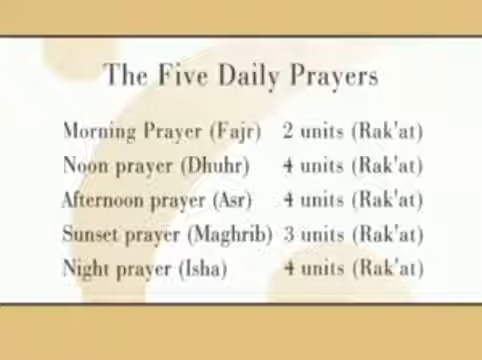 The Five Daily Prayers
Morning Prayer (Fajr) 2 units (Rak'at)
Noon prayer (Dhuhr) 4 units (Rak'at)
Afternoon prayer (Asr) 4 units (Rak'at)
Sunset prayer (Maghrib) 3 units (Rak'at)
Night prayer (Isha) 4 units (Rak'at)